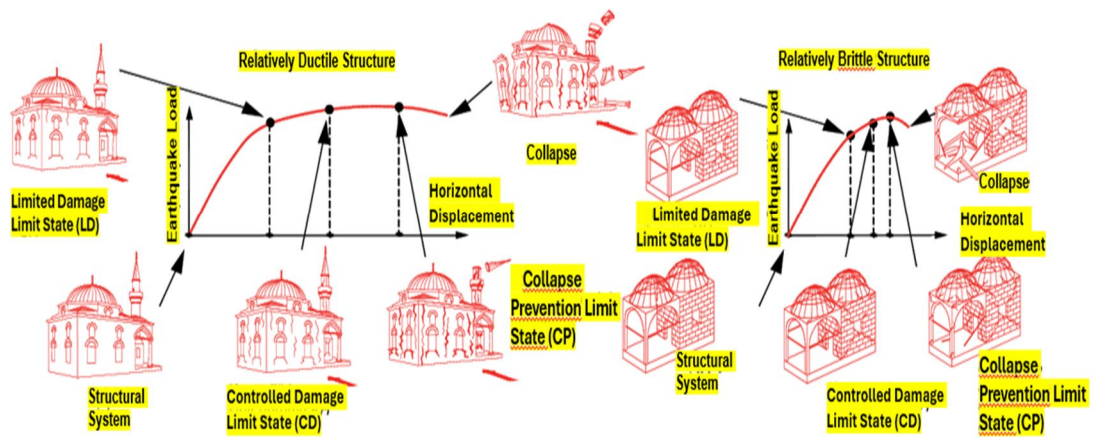 Relatively Ductile Structure
Earthquake Load
Limited Damage
Limit State (LD)
Collapse
Horizontal
Displacement
Structural
System
Controlled Damage
Limit State (CD)
Collapse
Prevention Limit
State (CP)
Relatively Brittle Structure
Earthquake Load
Limited Damage
Limit State (LD)
Collapse
Horizontal
Displacement
Structural
System
Controlled Damage
Limit State (CD)
Collapse
Prevention Limit
State (CP)